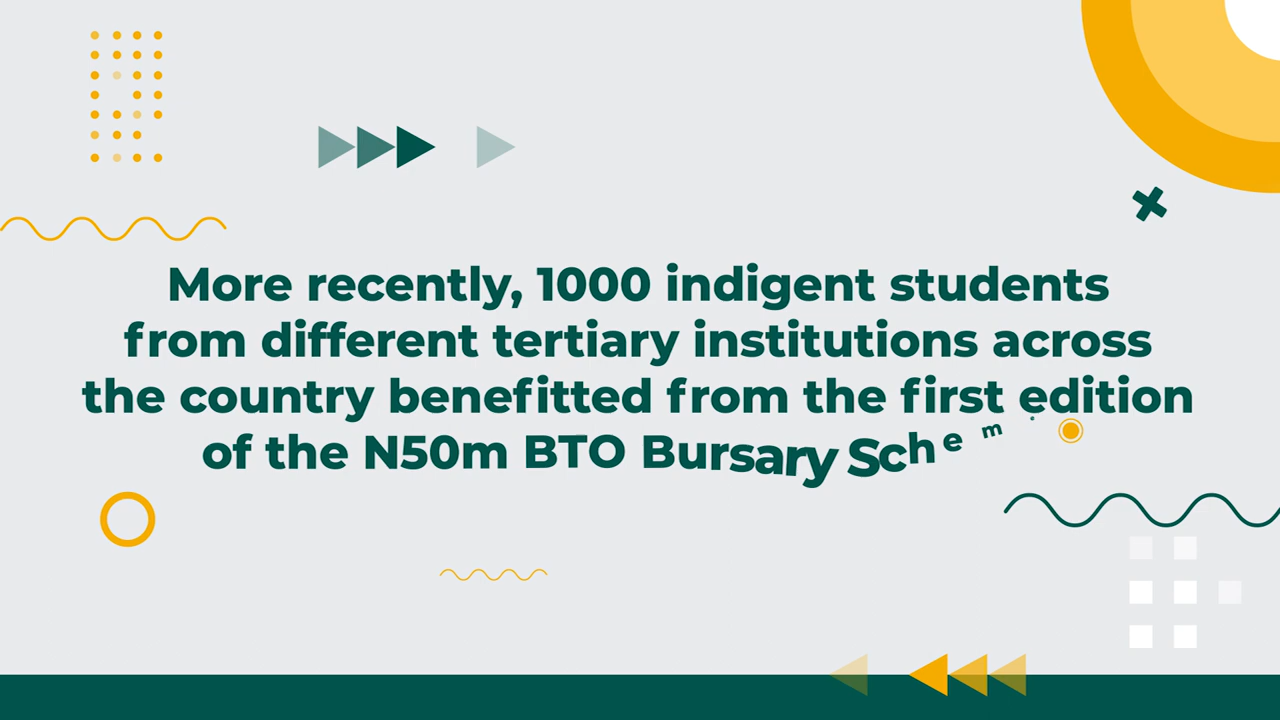 More recently, 1000 indigent students
from different tertiary institutions across
the country benefitted from the first edition
of the N50m BTO Bursary Schem